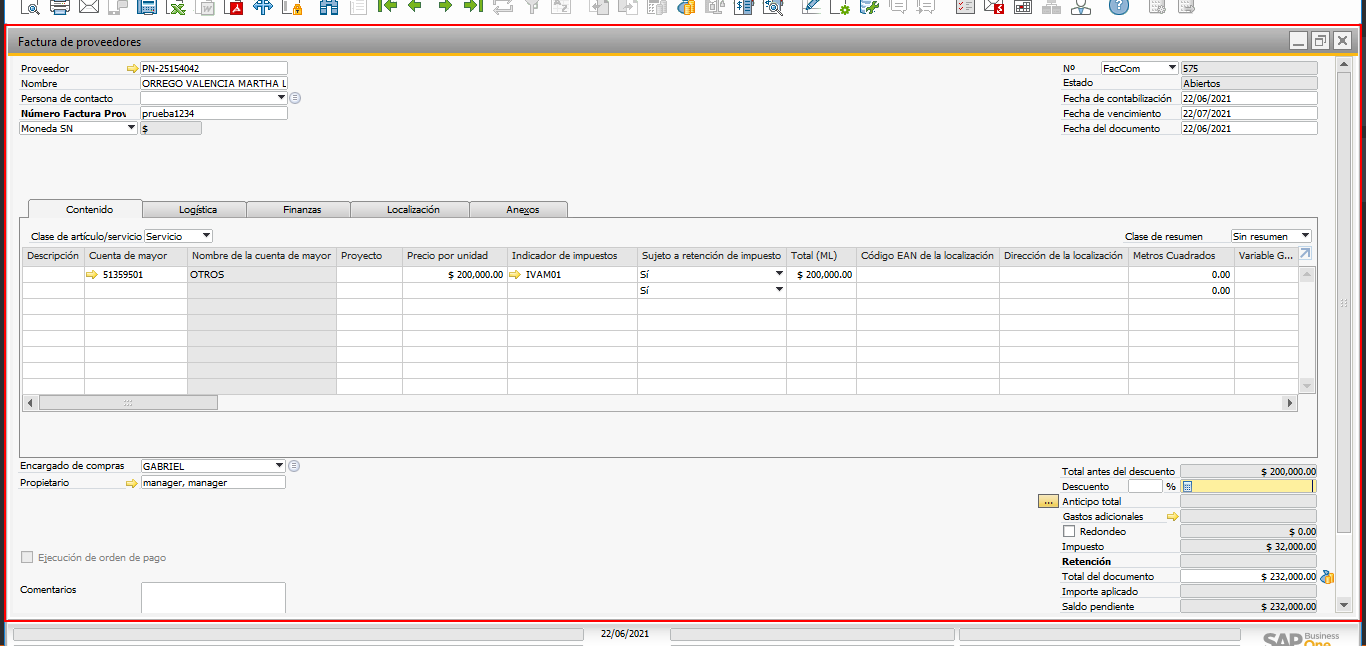 Factura de proveedores
Proveedor PN-25154042
Nombre ORREGO VALENCIA MARTHA L
Persona de contacto
Número Factura Prov prueba1234
Moneda SN $
Nº FacCom 575
Estado Abiertos
Fecha de contabilización 22/06/2021
Fecha de vencimiento 22/07/2021
Fecha del documento 22/06/2021
Contenido Logística Finanzas Localización Anexos
Clase de artículo/servicio Servicio Clase de resumen Sin resumen
Descripción Cuenta de mayor Nombre de la cuenta de mayor Proyecto Precio por unidad Indicador de impuestos Sujeto a retención de impuesto Total (ML) Código EAN de la localización Dirección de la localización Metros Cuadrados Variable G...
51359501 OTROS $ 200,000.00 IVAM01 Sí $ 200,000.00 0.00
Sí 0.00
Encargado de compras GABRIEL
Propietario manager, manager
Ejecución de orden de pago
Comentarios
Total antes del descuento $ 200,000.00
Descuento %
... Anticipo total
Gastos adicionales
Redondeo $ 0.00
Impuesto $ 32,000.00
Retención
Total del documento $ 232,000.00
Importe aplicado
Saldo pendiente $ 232,000.00
22/06/2021
SAP Business
One